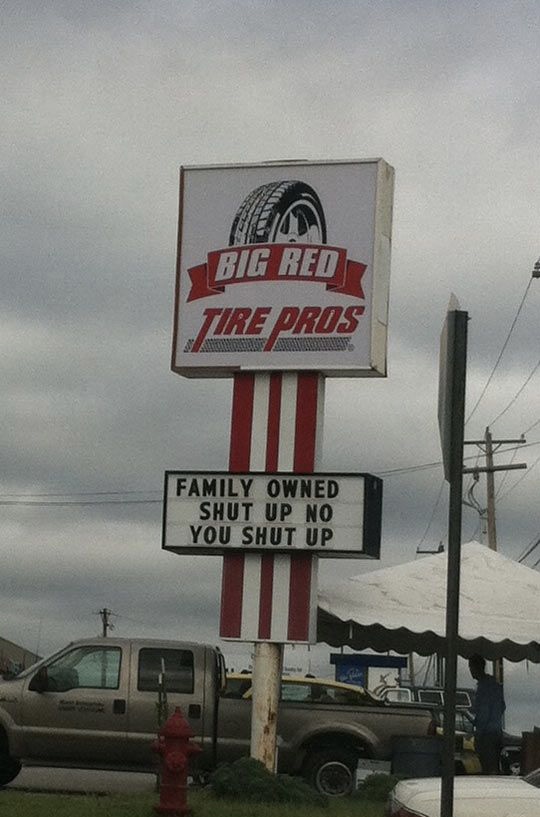 BIG RED
TIRE PROS
FAMILY OWNED
SHUT UP NO
YOU SHUT UP